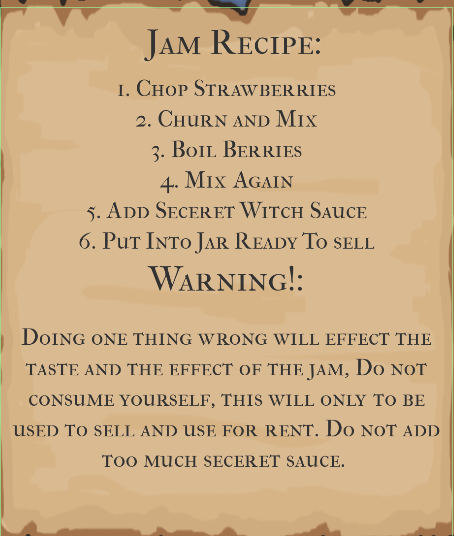 Jam Recipe:
1. Chop Strawberries
2. Churn and Mix
3. Boil Berries
4. Mix Again
5. Add Seceret Witch Sauce
6. Put Into Jar Ready To sell
Warning!:
Doing one thing wrong will effect the
taste and the effect of the jam, Do not
consume yourself, this will only to be
used to sell and use for rent. Do not add
too much seceret sauce.